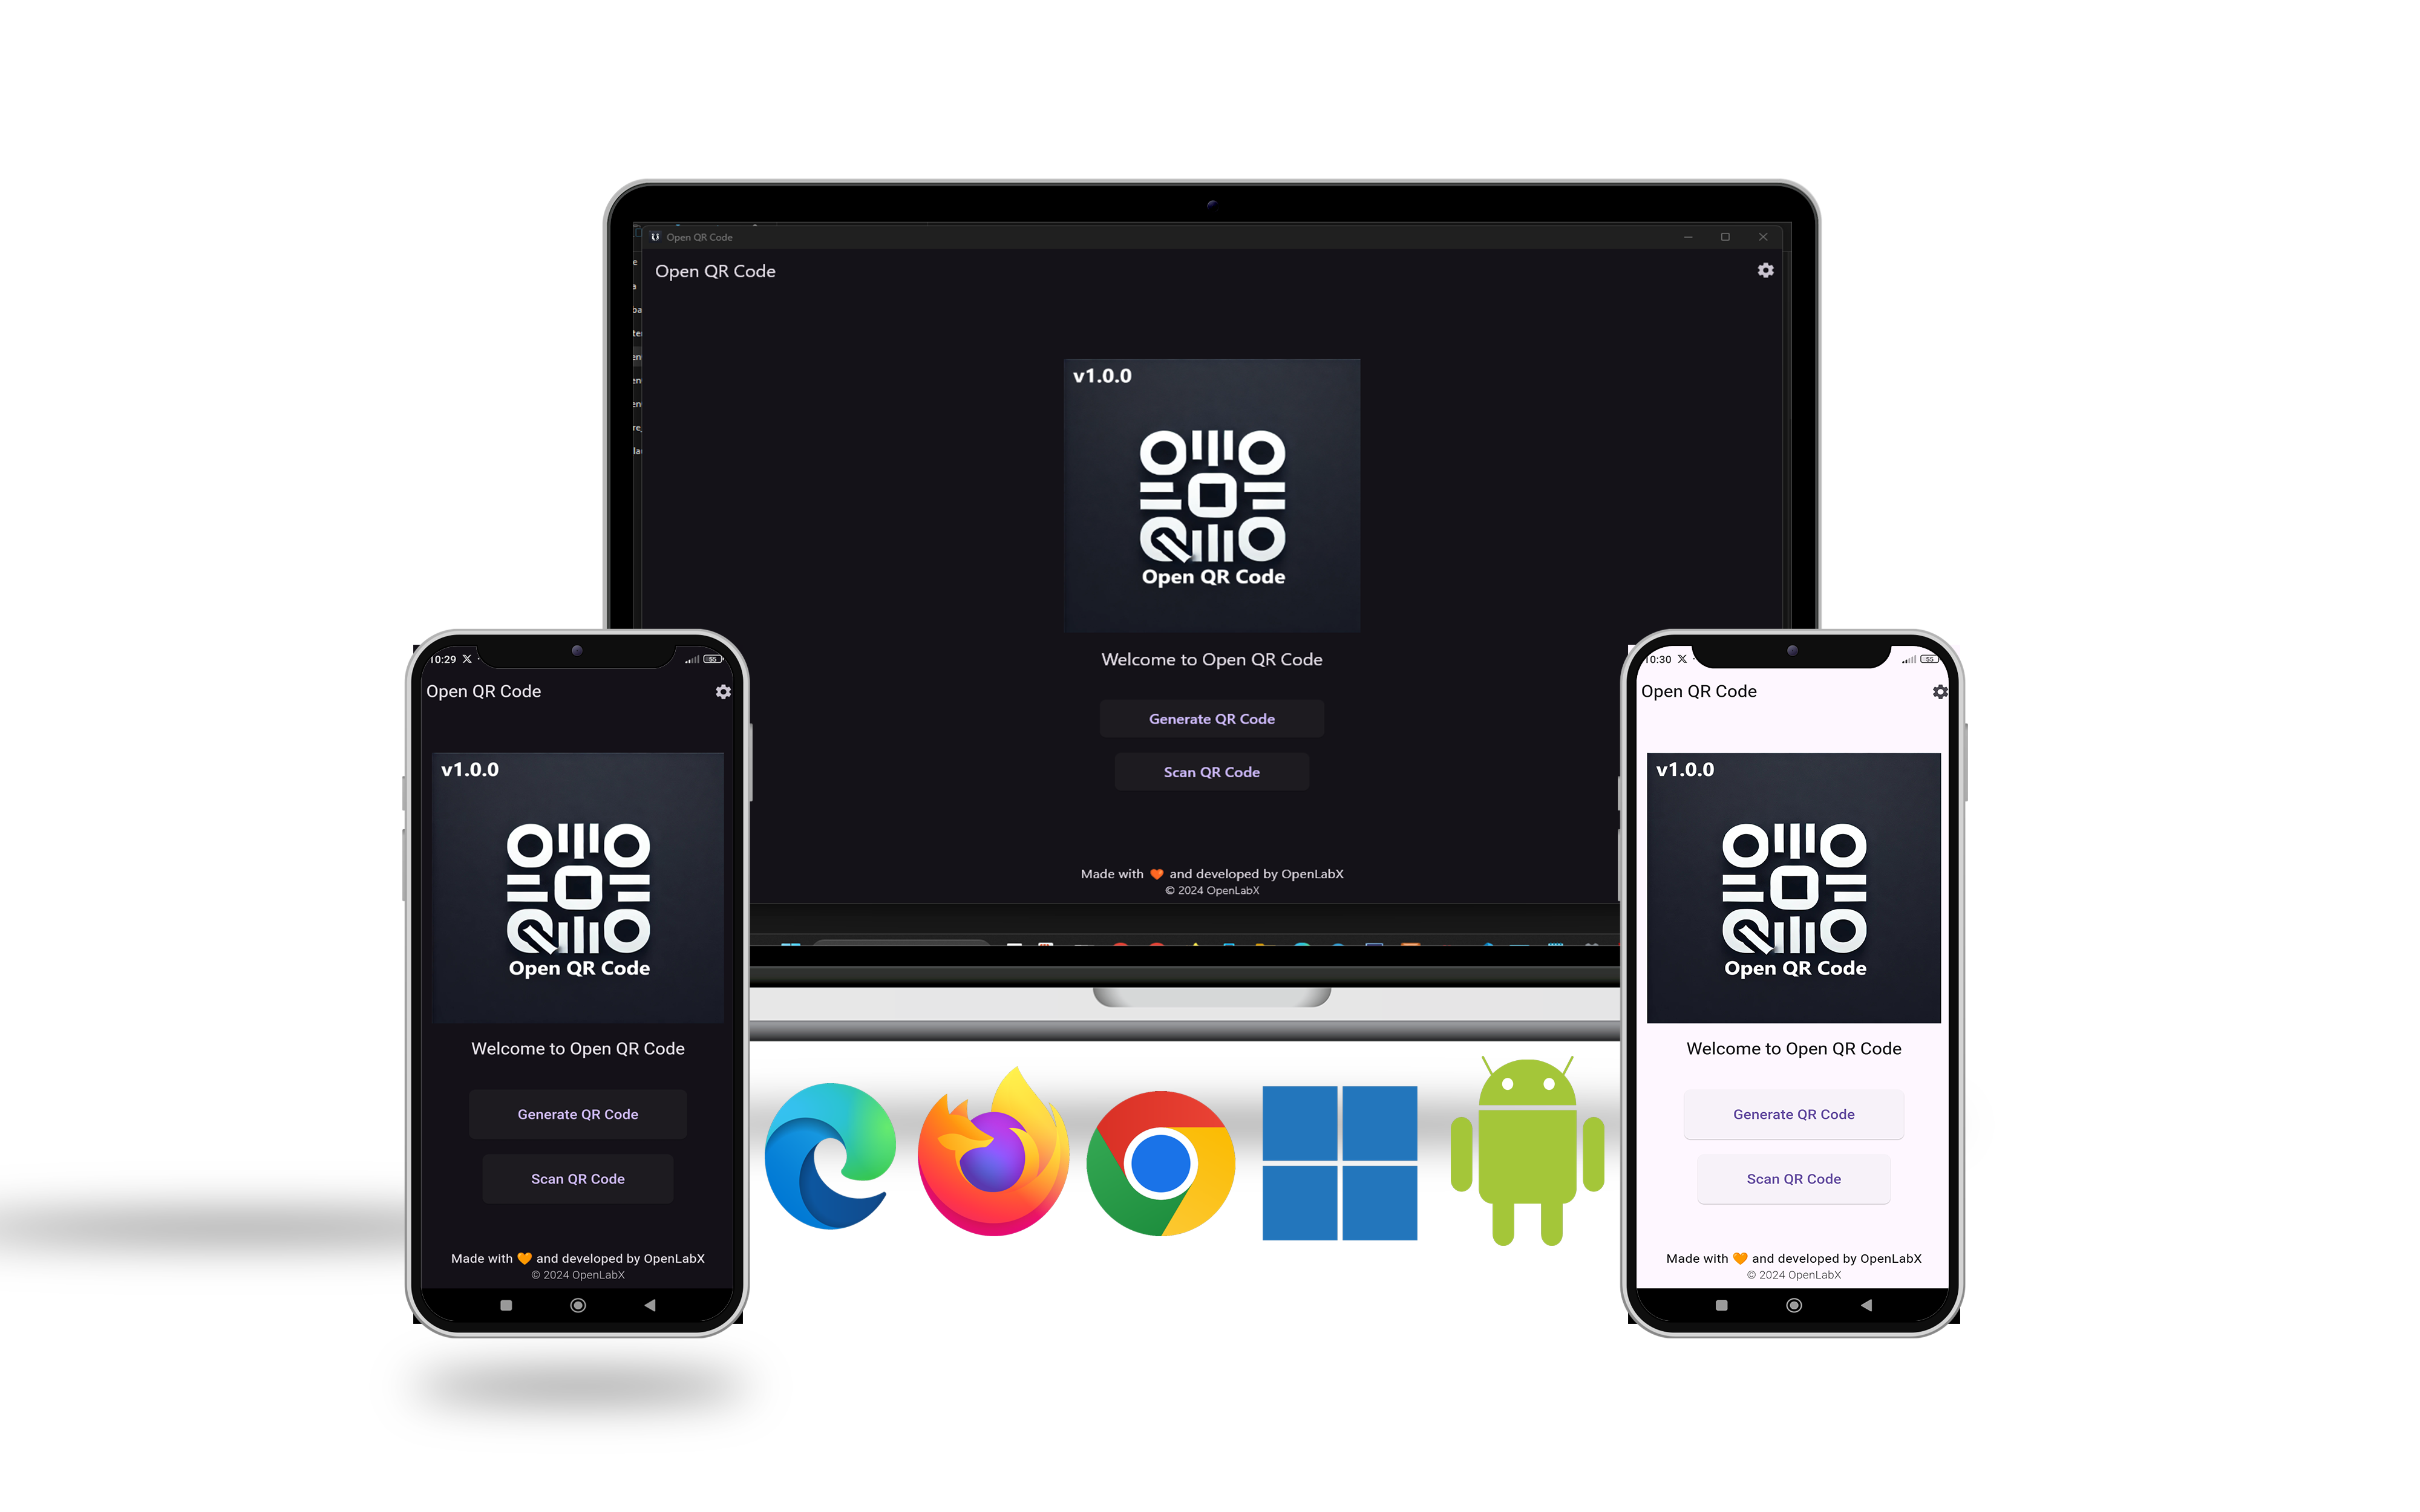 Open QR Code
Open QR Code
v1.0.0
Open QR Code
Welcome to Open QR Code
Generate QR Code
Scan QR Code
Made with 🧡 and developed by OpenLabX
© 2024 OpenLabX
10:29
55
Open QR Code
v1.0.0
Open QR Code
Welcome to Open QR Code
Generate QR Code
Scan QR Code
Made with 🧡 and developed by OpenLabX
© 2024 OpenLabX
10:30
55
Open QR Code
v1.0.0
Open QR Code
Welcome to Open QR Code
Generate QR Code
Scan QR Code
Made with 🧡 and developed by OpenLabX
© 2024 OpenLabX